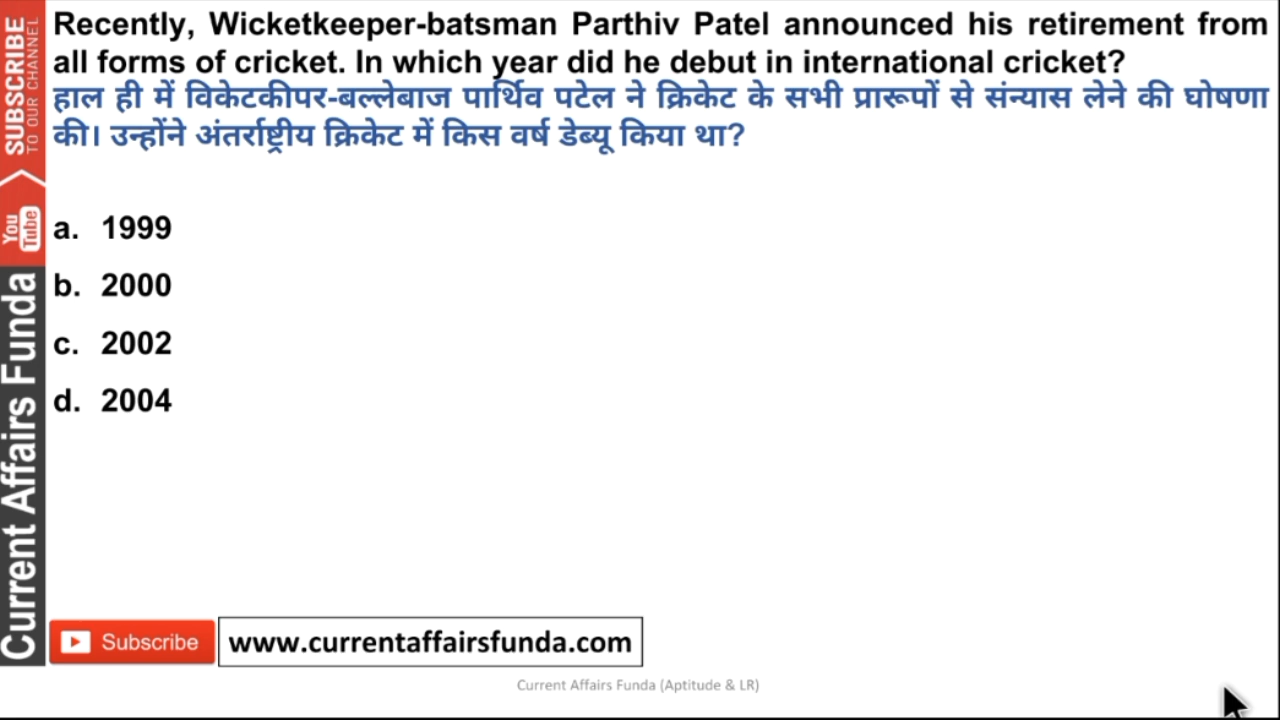 Recently, Wicketkeeper-batsman Parthiv Patel announced his retirement from
all forms of cricket. In which year did he debut in international cricket?
हाल ही में विकेटकीपर-बल्लेबाज पार्थिव पटेल ने क्रिकेट के सभी प्रारूपों से संन्यास लेने की घोषणा
की। उन्होंने अंतर्राष्ट्रीय क्रिकेट में किस वर्ष डेब्यू किया था?
a. 1999
b. 2000
c. 2002
d. 2004
SUBSCRIBE
TO OUR CHANNEL
You
Tube
Current Affairs Funda
Subscribe
www.currentaffairsfunda.com
Current Affairs Funda (Aptitude & LR)